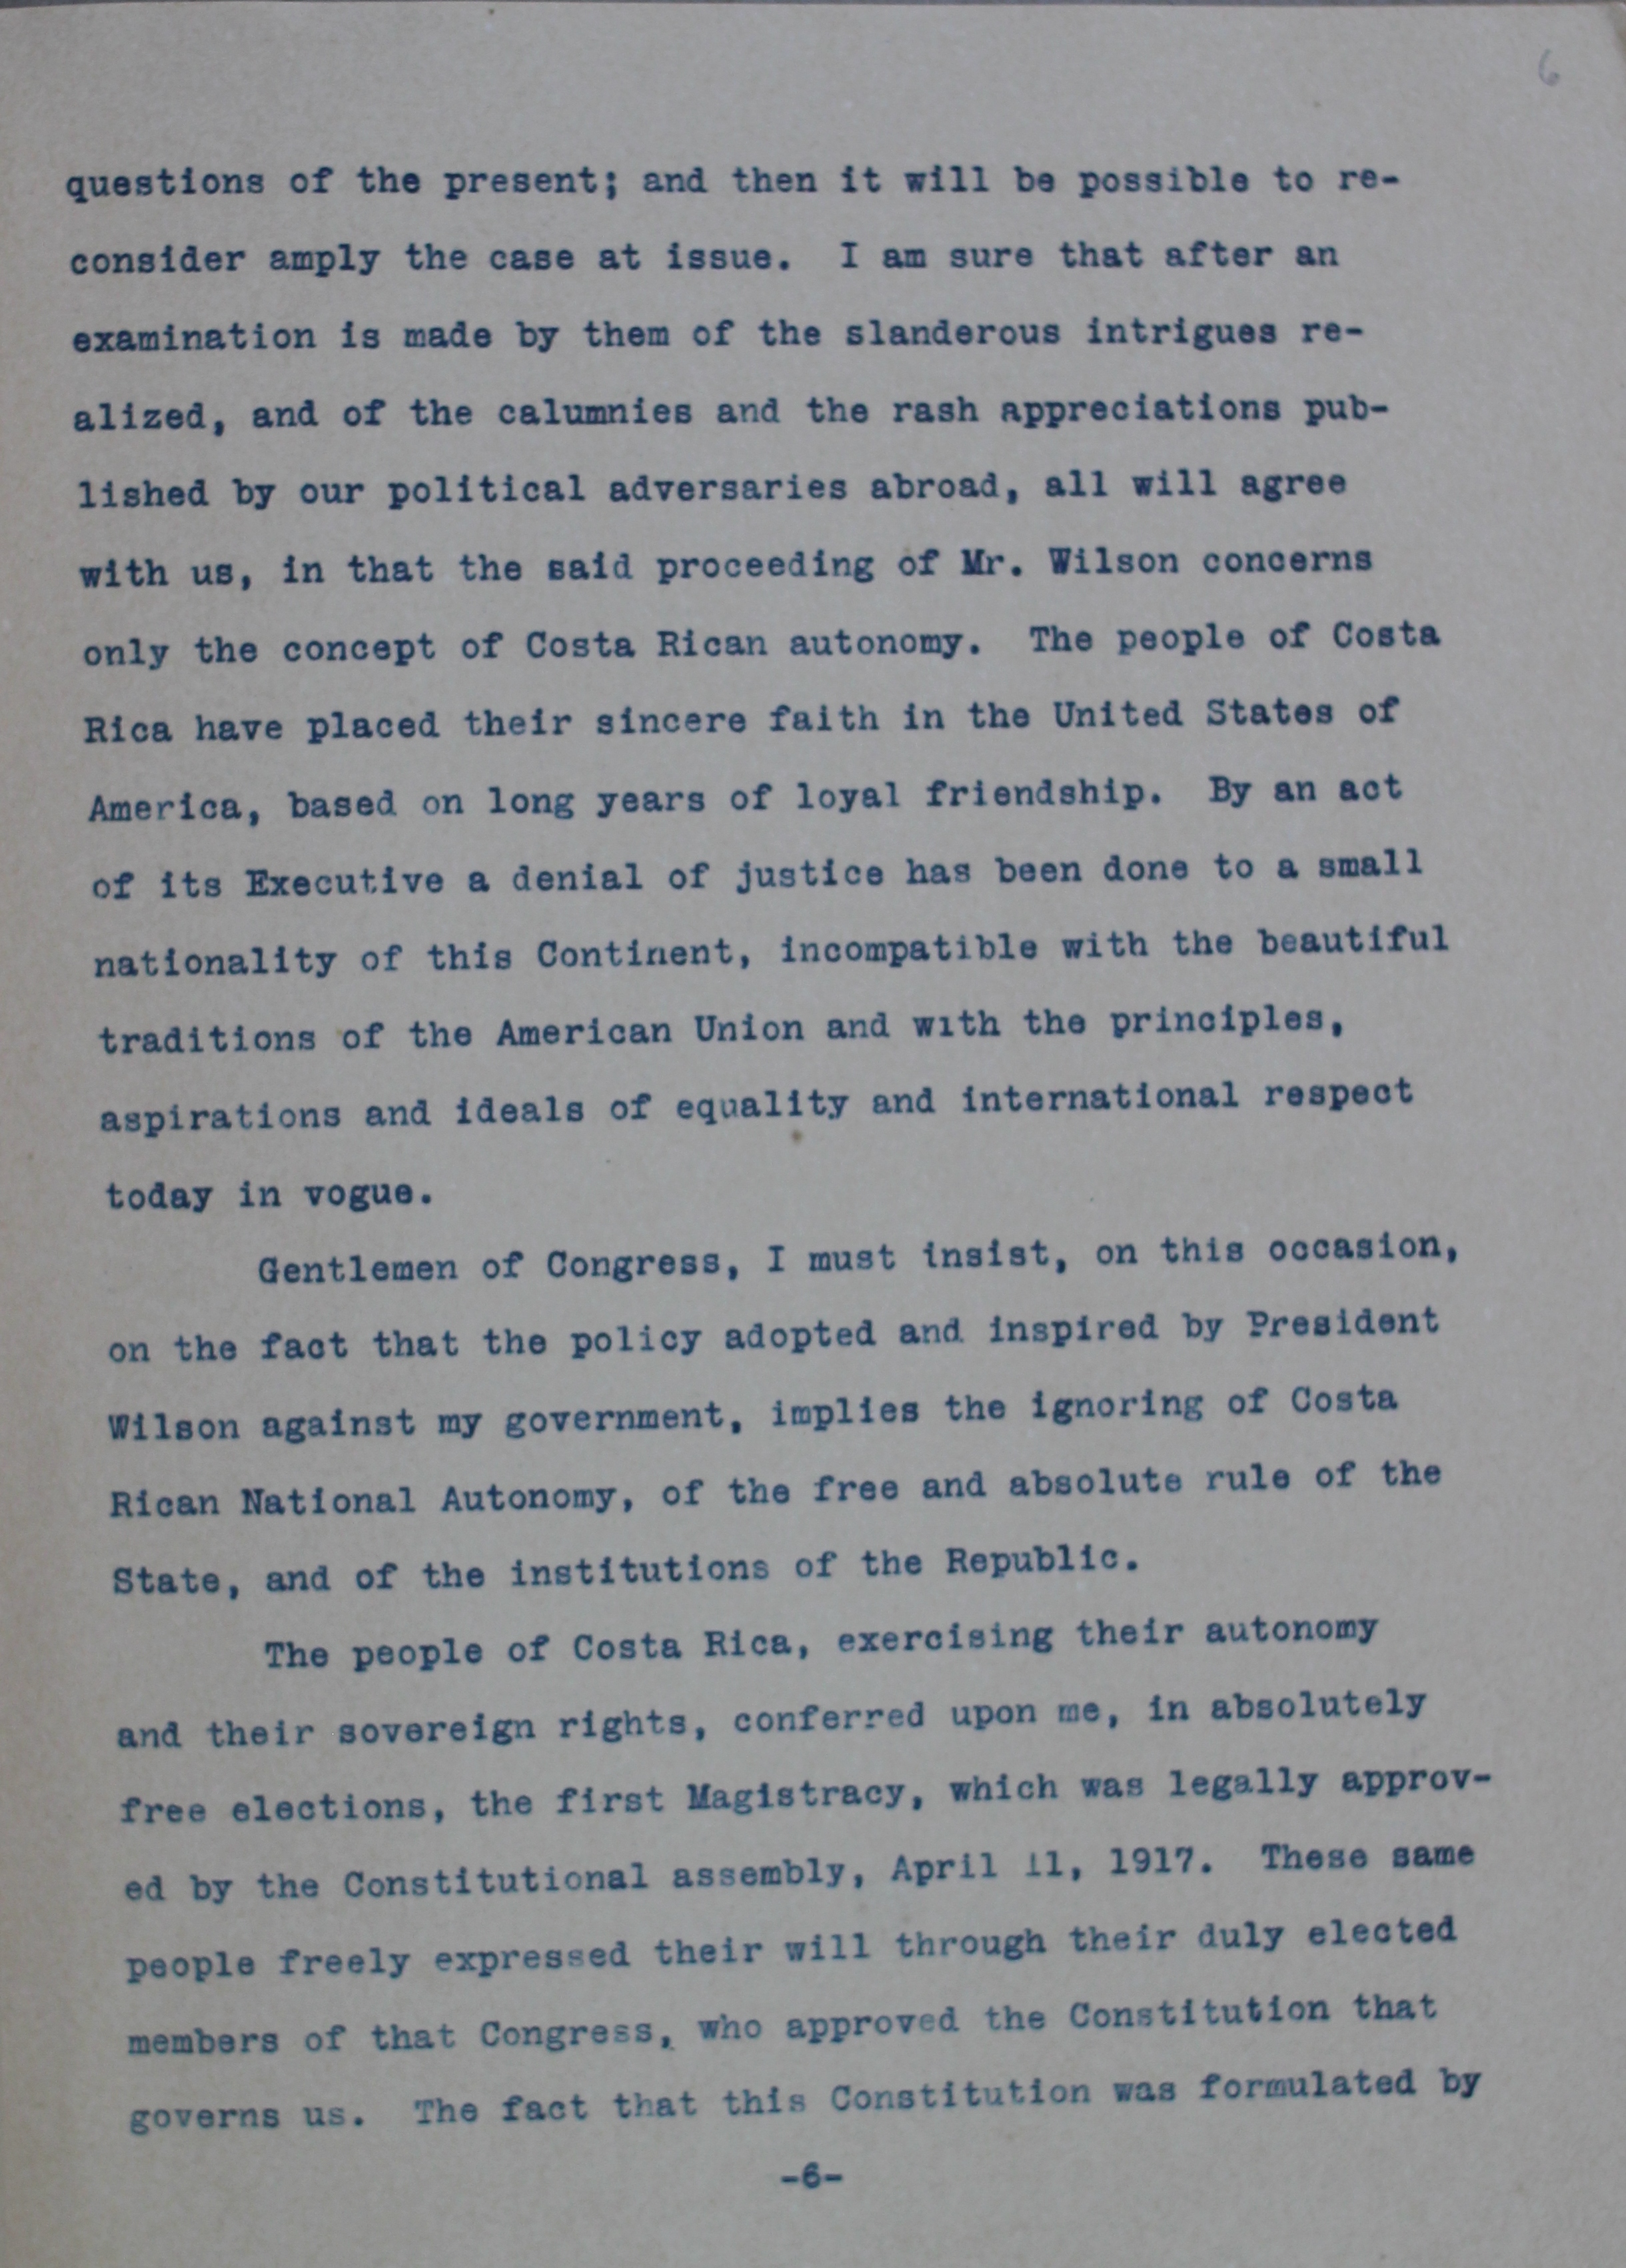 6
questions of the present; and then it will be possible to re-
consider amply the case at issue. I am sure that after an
examination is made by them of the slanderous intrigues re-
alized, and of the calumnies and the rash appreciations pub-
lished by our political adversaries abroad, all will agree
with us, in that the said proceeding of Mr. Wilson concerns
only the concept of Costa Rican autonomy. The people of Costa
Rica have placed their sincere faith in the United States of
America, based on long years of loyal friendship. By an act
of its Executive a denial of justice has been done to a small
nationality of this Continent, incompatible with the beautiful
traditions of the American Union and with the principles,
aspirations and ideals of equality and international respect
today in vogue.
Gentlemen of Congress, I must insist, on this occasion,
on the fact that the policy adopted and inspired by President
Wilson against my government, implies the ignoring of Costa
Rican National Autonomy, of the free and absolute rule of the
State, and of the institutions of the Republic.
The people of Costa Rica, exercising their autonomy
and their sovereign rights, conferred upon me, in absolutely
free elections, the first Magistracy, which was legally approv-
ed by the Constitutional assembly, April 11, 1917. These same
people freely expressed their will through their duly elected
members of that Congress, who approved the Constitution that
governs us. The fact that this Constitution was formulated by
-6-